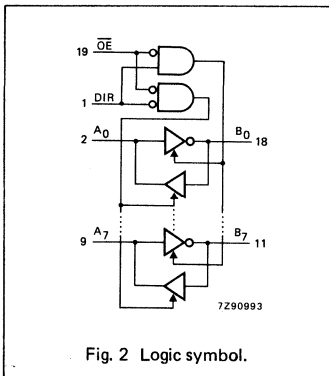 19 OE
1 DIR
2 A0 B0 18
9 A7 B7 11
7Z90993
Fig. 2 Logic symbol.